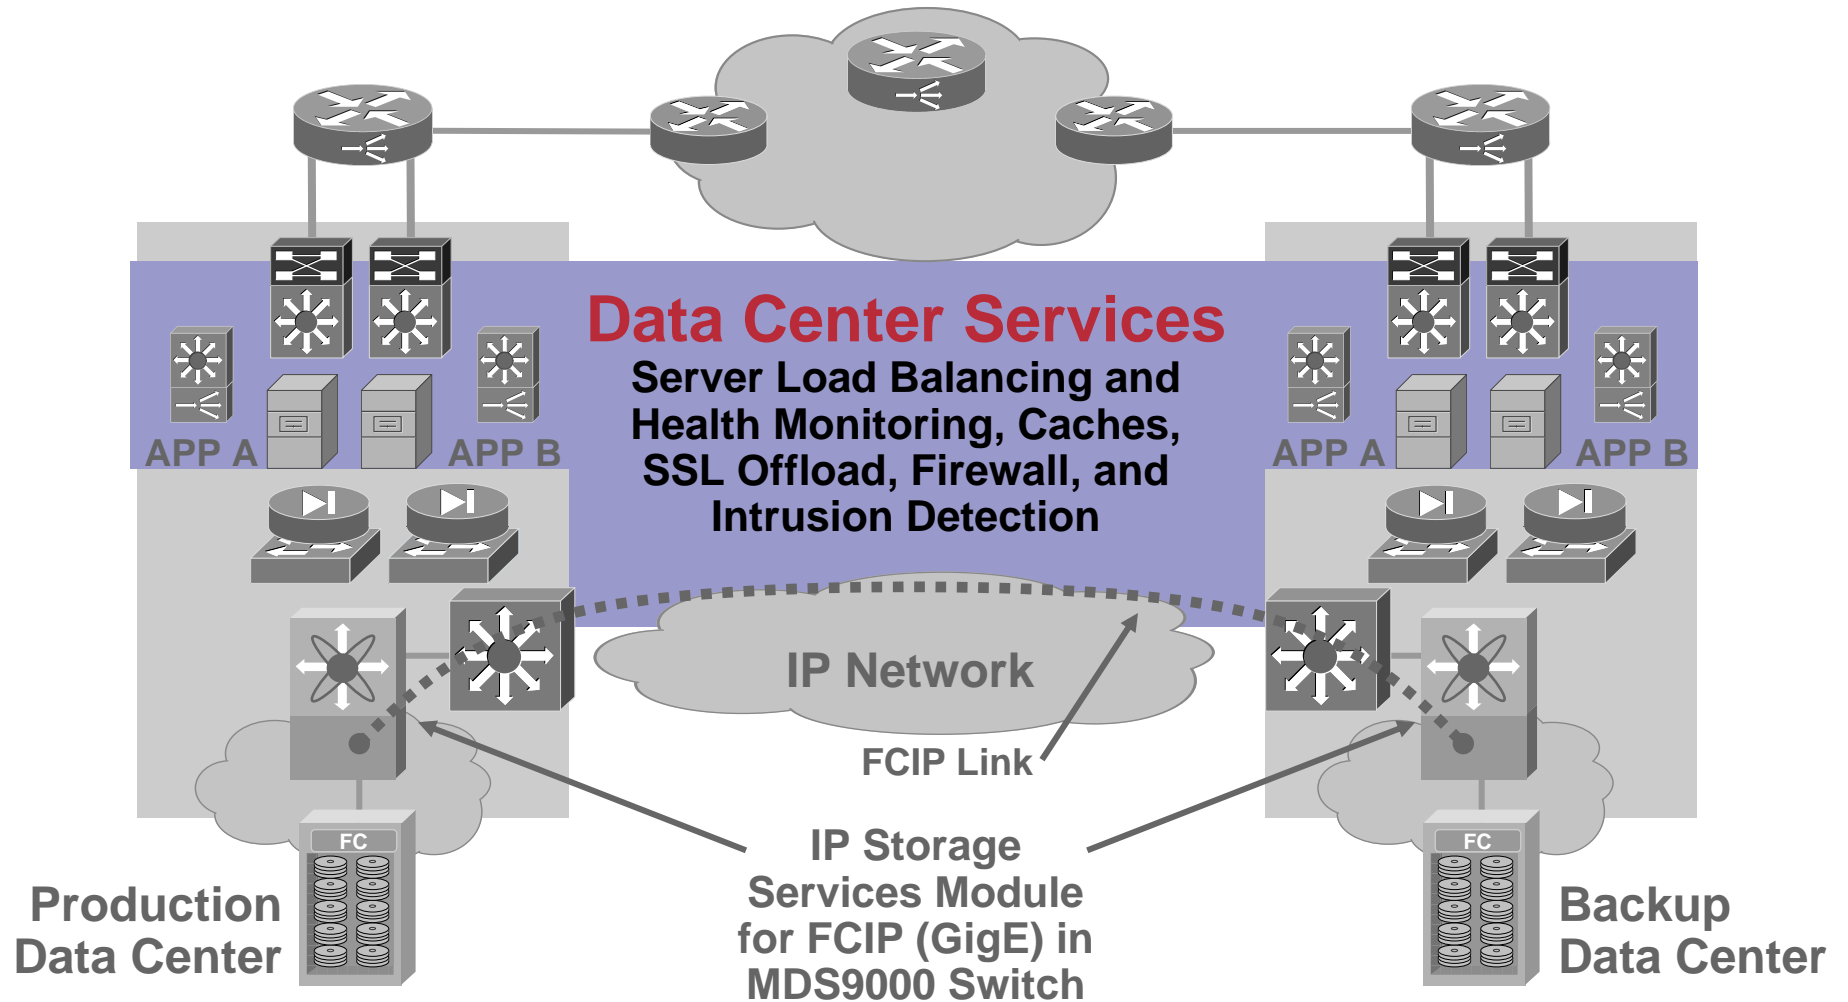 Data Center Services
Server Load Balancing and
Health Monitoring, Caches,
SSL Offload, Firewall, and
Intrusion Detection
APP A
APP B
APP A
APP B
IP Network
FCIP Link
IP Storage
Services Module
for FCIP (GigE) in
MDS9000 Switch
FC
Production
Data Center
FC
Backup
Data Center